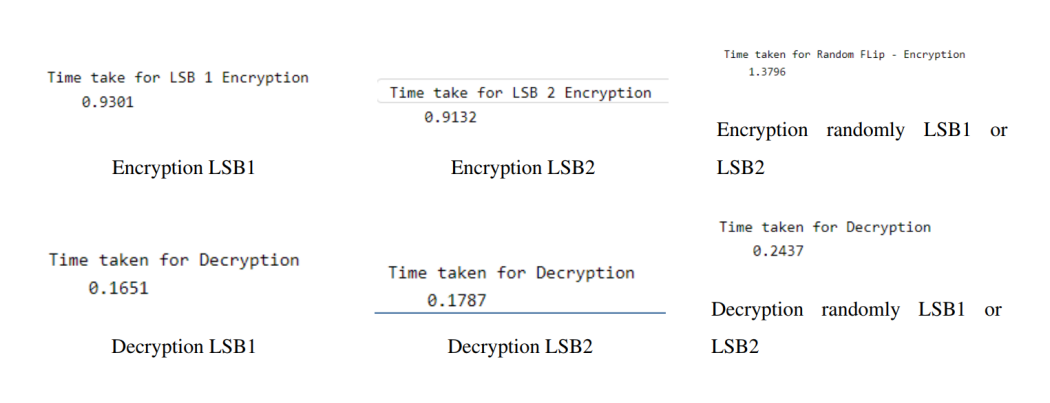 Time take for LSB 1 Encryption
0.9301
Encryption LSB1
Time take for LSB 2 Encryption
0.9132
Encryption LSB2
Time taken for Random FLip - Encryption
1.3796
Encryption randomly LSB1 or
LSB2
Time taken for Decryption
0.1651
Decryption LSB1
Time taken for Decryption
0.1787
Decryption LSB2
Time taken for Decryption
0.2437
Decryption randomly LSB1 or
LSB2